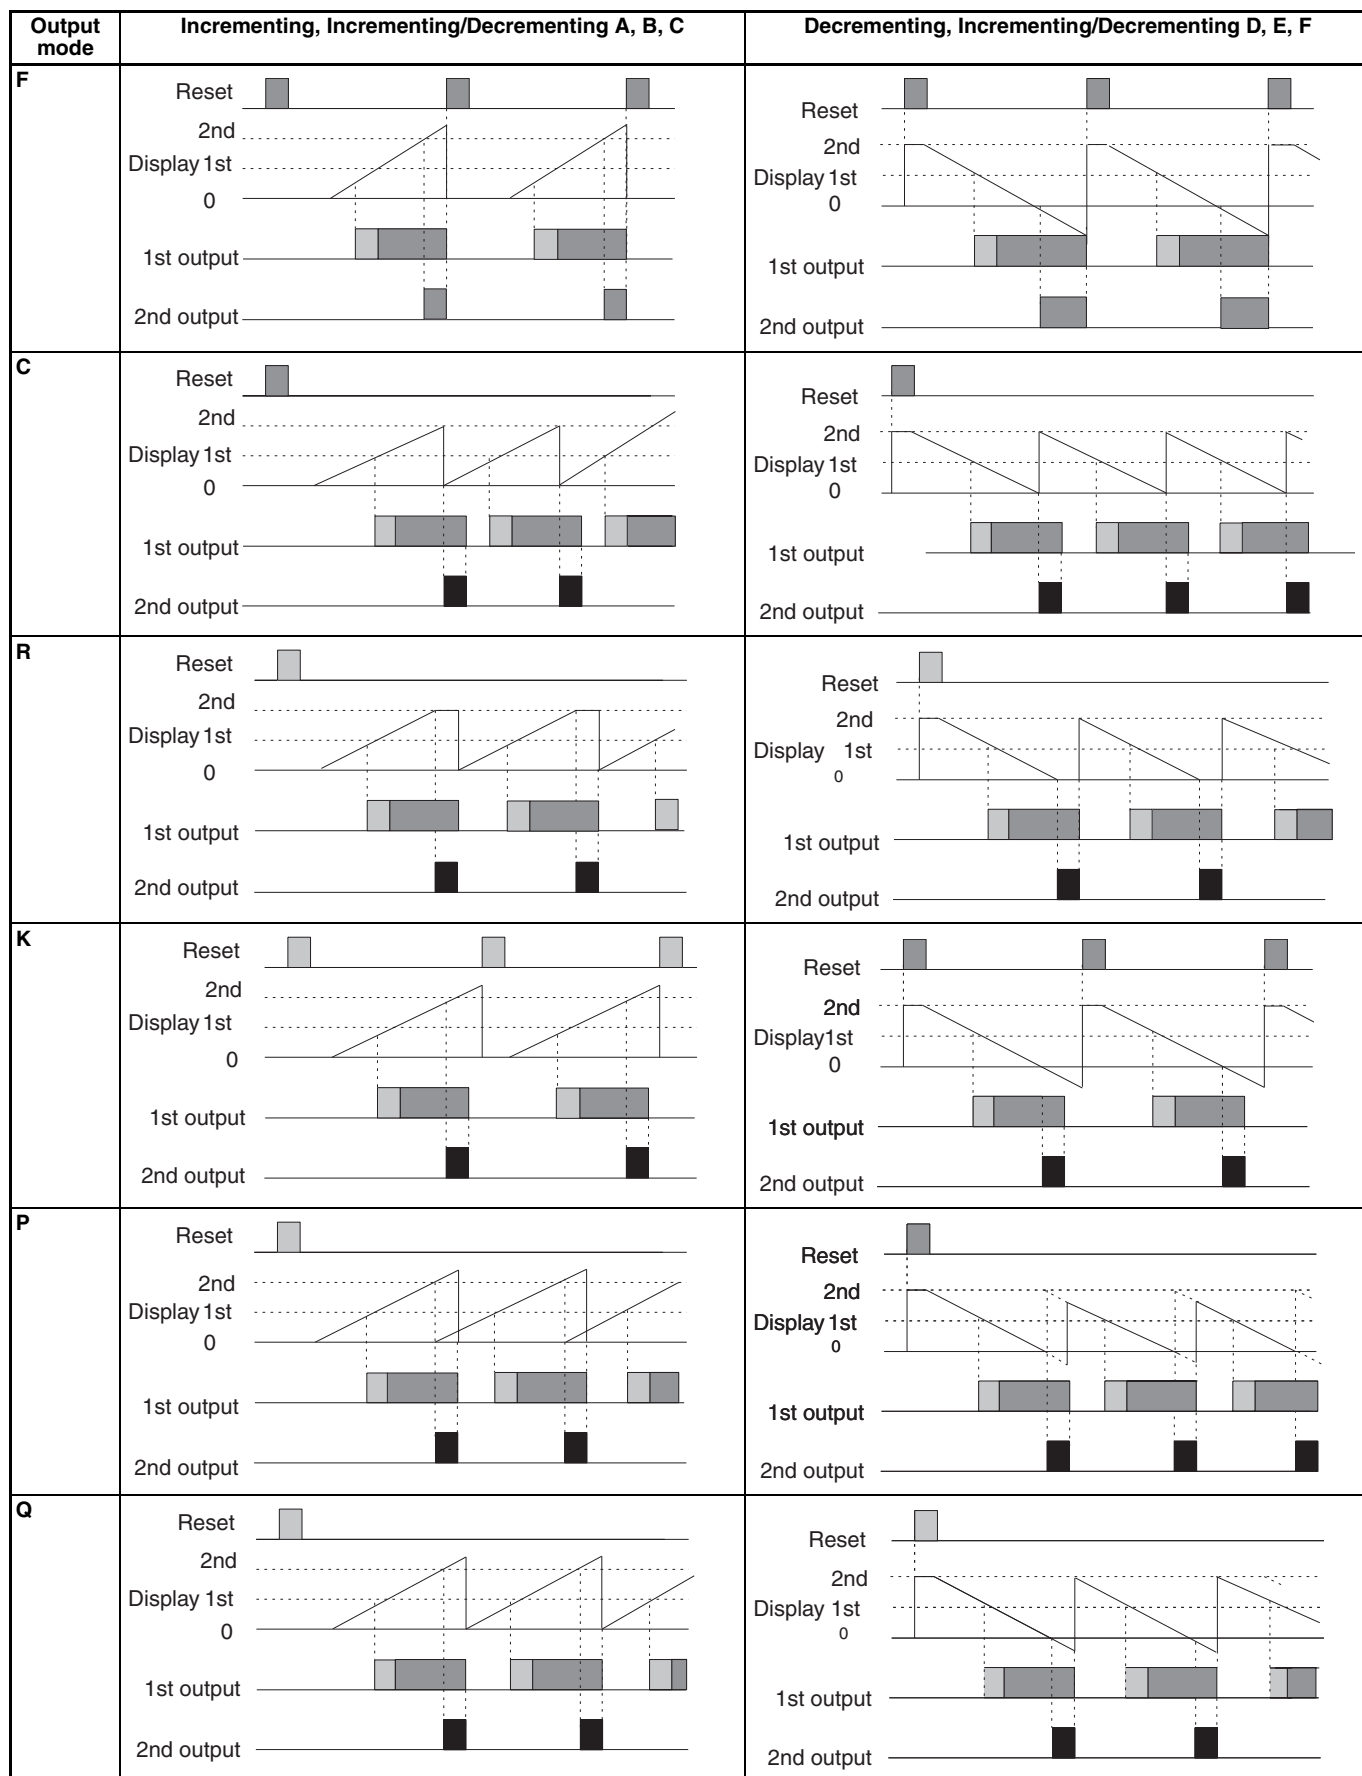 Output mode
Incrementing, Incrementing/Decrementing A, B, C
Decrementing, Incrementing/Decrementing D, E, F
F
Reset
2nd
Display 1st
0
1st output
2nd output
Reset
2nd
Display 1st
0
1st output
2nd output
C
Reset
2nd
Display 1st
0
1st output
2nd output
Reset
2nd
Display 1st
0
1st output
2nd output
R
Reset
2nd
Display 1st
0
1st output
2nd output
Reset
2nd
Display 1st
0
1st output
2nd output
K
Reset
2nd
Display 1st
0
1st output
2nd output
Reset
2nd
Display1st
0
1st output
2nd output
P
Reset
2nd
Display 1st
0
1st output
2nd output
Reset
2nd
Display 1st
0
1st output
2nd output
Q
Reset
2nd
Display 1st
0
1st output
2nd output
Reset
2nd
Display 1st
0
1st output
2nd output